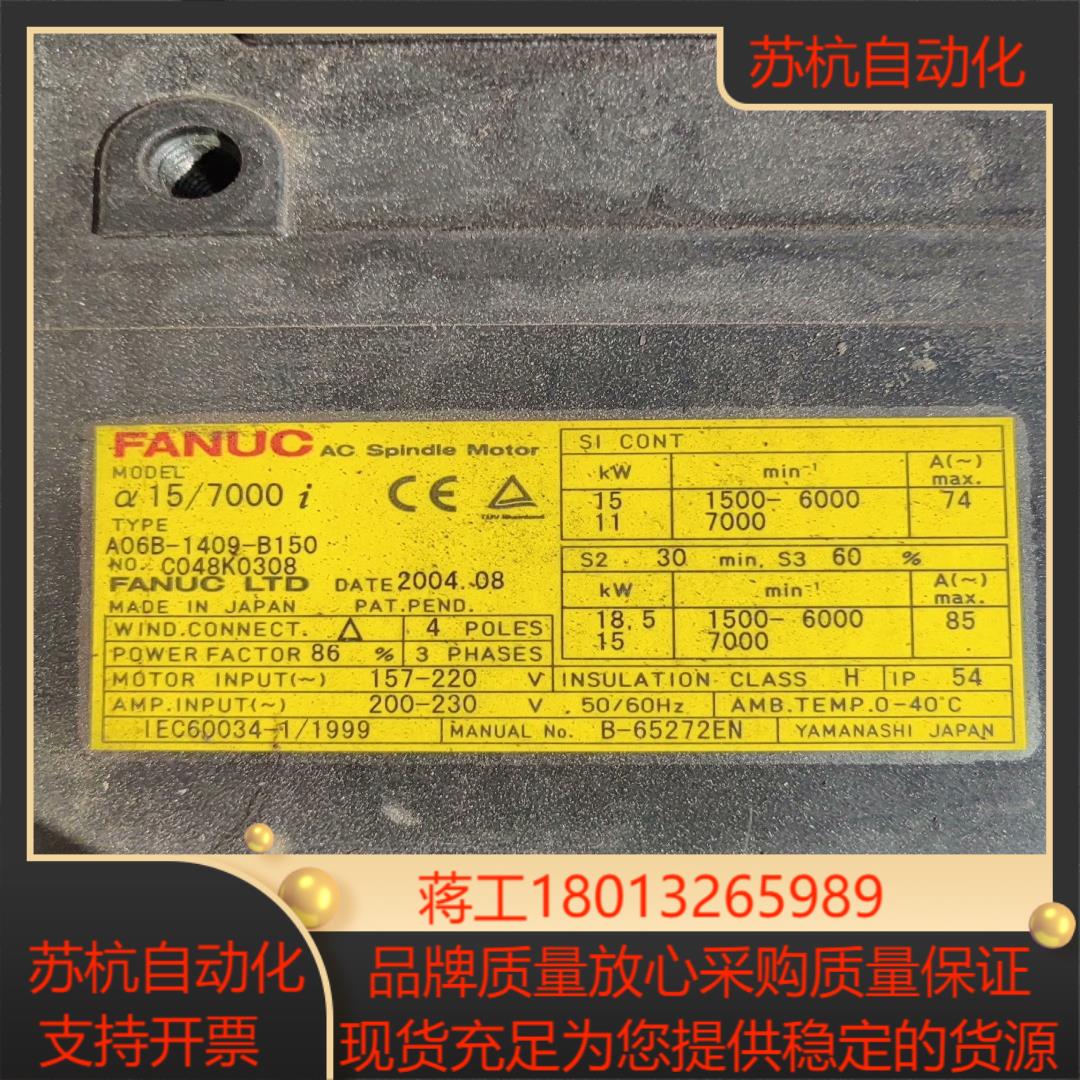 苏杭自动化
FANUC AC Spindle Motor
MODEL
α 15/7000 i CE
TYPE
A06B-1409-B150
NO. C048K0308
FANUC LTD DATE 2004.08
MADE IN JAPAN PAT.PEND.
WIND.CONNECT. △ 4 POLES
POWER FACTOR 86 % 3 PHASES
SI CONT
kW min⁻¹ A(~) max.
15 1500- 6000 74
11 7000
S2 30 min, S3 60 %
kW min⁻¹ A(~) max.
18.5 1500- 6000 85
15 7000
MOTOR INPUT(~) 157-220 V INSULATION CLASS H IP 54
AMP.INPUT(~) 200-230 V 50/60Hz AMB.TEMP.0-40°C
IEC60034-1/1999 MANUAL No. B-65272EN YAMANASHI JAPAN
蒋工18013265989
苏杭自动化
支持开票
品牌质量放心采购质量保证
现货充足为您提供稳定的货源